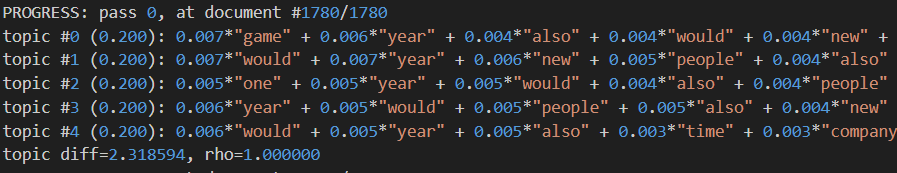 PROGRESS: pass 0, at document #1780/1780
topic #0 (0.200): 0.007*"game" + 0.006*"year" + 0.004*"also" + 0.004*"would" + 0.004*"new" +
topic #1 (0.200): 0.007*"would" + 0.007*"year" + 0.006*"new" + 0.005*"people" + 0.004*"also"
topic #2 (0.200): 0.005*"one" + 0.005*"year" + 0.005*"would" + 0.004*"also" + 0.004*"people"
topic #3 (0.200): 0.006*"year" + 0.005*"would" + 0.005*"people" + 0.005*"also" + 0.004*"new"
topic #4 (0.200): 0.006*"would" + 0.005*"year" + 0.005*"also" + 0.003*"time" + 0.003*"company
topic diff=2.318594, rho=1.000000